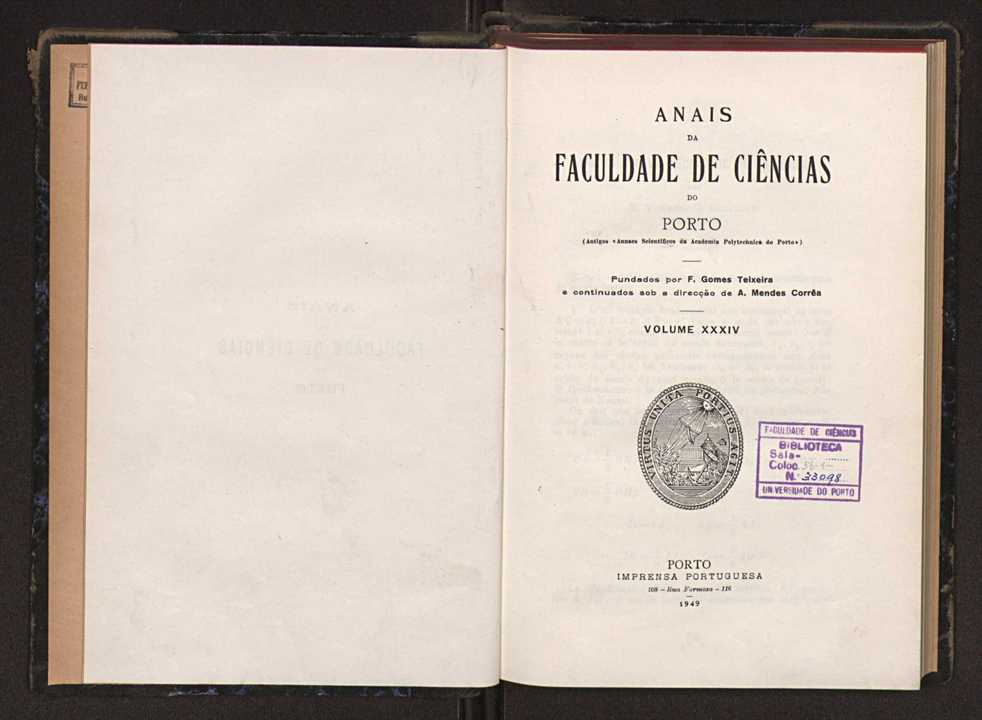 ANAIS
DA
FACULDADE DE CIÊNCIAS
DO
PORTO
(Antigos «Annaes Scientificos da Academia Polytechnica do Porto»)
Fundados por F. Gomes Teixeira
e continuados sob a direcção de A. Mendes Corrêa
VOLUME XXXIV
VIRTUS UNITA FORTIUS AGIT
FACULDADE DE CIÊNCIAS
BIBLIOTECA
Sala-
Coloc.
N.º 33098
UNIVERSIDADE DO PORTO
PORTO
IMPRENSA PORTUGUESA
108 – Rua Formosa – 116
1949